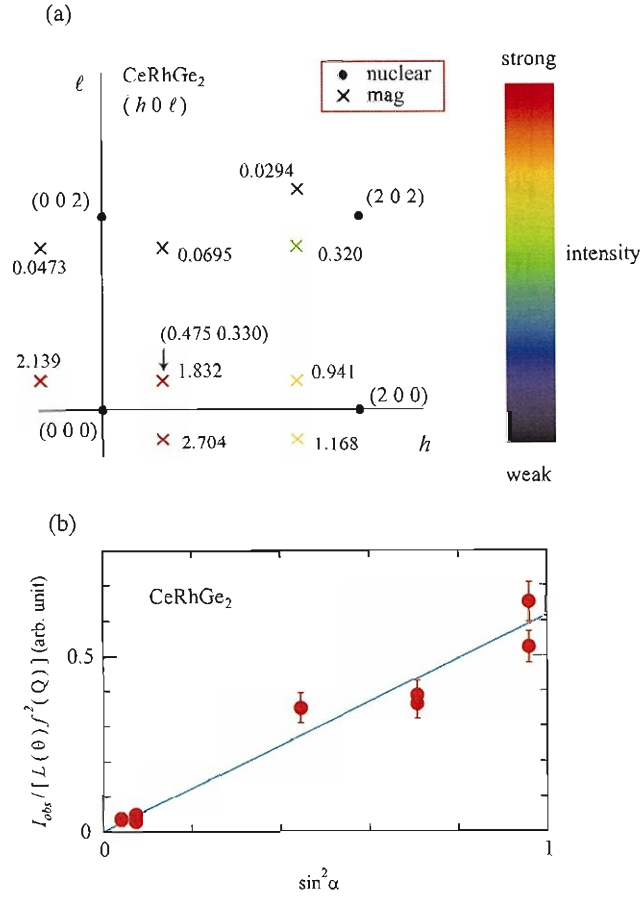 (a)
strong
ℓ
CeRhGe₂
( h 0 ℓ )
nuclear
mag
0.0294
(0 0 2)
(2 0 2)
0.0473
0.0695
0.320
intensity
(0.475 0.330)
2.139
1.832
0.941
(2 0 0)
(0 0 0)
2.704
1.168
h
weak
(b)
CeRhGe₂
I_obs / [ L ( θ ) f ² ( Q ) ] (arb. unit)
0.5
0
0
1
sin²α